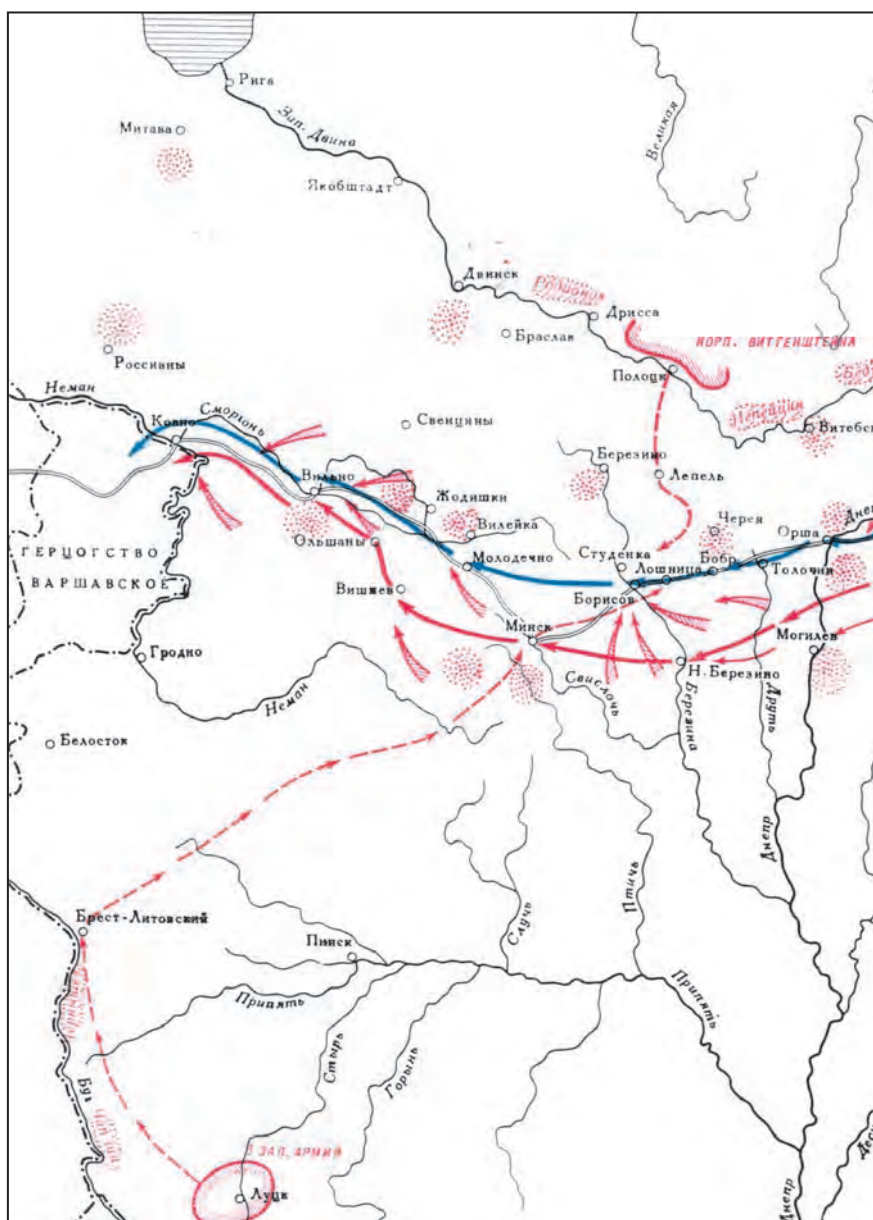 Рига
Зап. Двина
Великая
Митава
Якобштадт
Двинск
Дрисса
Браслав
КОРП. ВИТГЕНШТЕЙНА
Россиены
Полоцк
Неман
Сморгонь
Ковно
Свенцяны
Витебск
Березино
Лепель
Вильно
Жодишки
Вилейка
Черея
Орша
Днепр
ГЕРЦОГСТВО
ВАРШАВСКОЕ
Ольшаны
Молодечно
Студенка
Лошница
Бобр
Толочин
Вишнев
Борисов
Минск
Могилев
Гродно
Н. Березино
Неман
Свислочь
Березина
Друть
Белосток
Днепр
Брест-Литовский
Пинск
Случь
Птичь
Припять
Припять
Стырь
Горынь
Буг
3 ЗАП. АРМИЯ
Луцк
Днепр